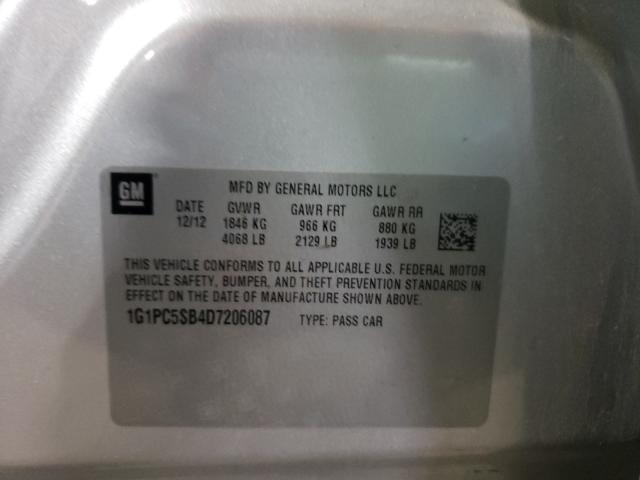 GM
MFD BY GENERAL MOTORS LLC
DATE GVWR GAWR FRT GAWR RR
12/12 1846 KG 966 KG 880 KG
4068 LB 2129 LB 1939 LB
THIS VEHICLE CONFORMS TO ALL APPLICABLE U.S. FEDERAL MOTOR
VEHICLE SAFETY, BUMPER, AND THEFT PREVENTION STANDARDS IN
EFFECT ON THE DATE OF MANUFACTURE SHOWN ABOVE.
1G1PC5SB4D7206087 TYPE: PASS CAR